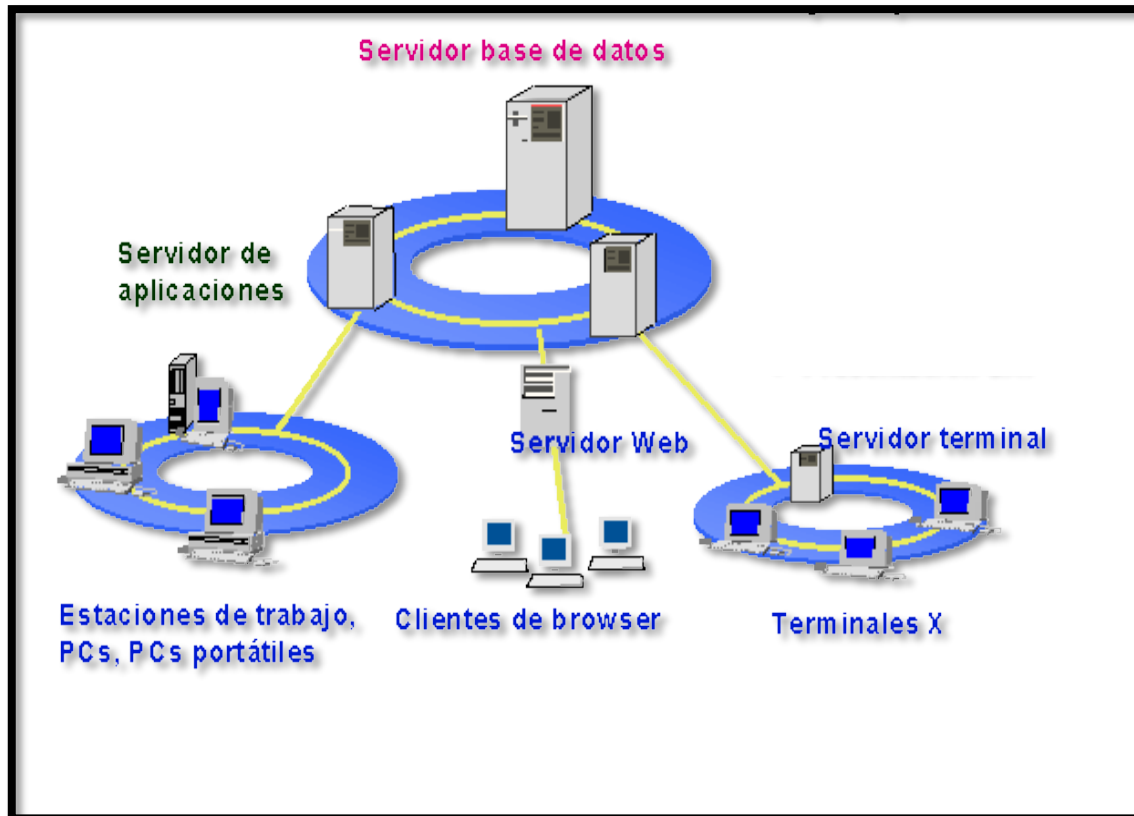 Servidor base de datos
Servidor de
aplicaciones
Servidor Web
Servidor terminal
Estaciones de trabajo,
PCs, PCs portátiles
Clientes de browser
Terminales X